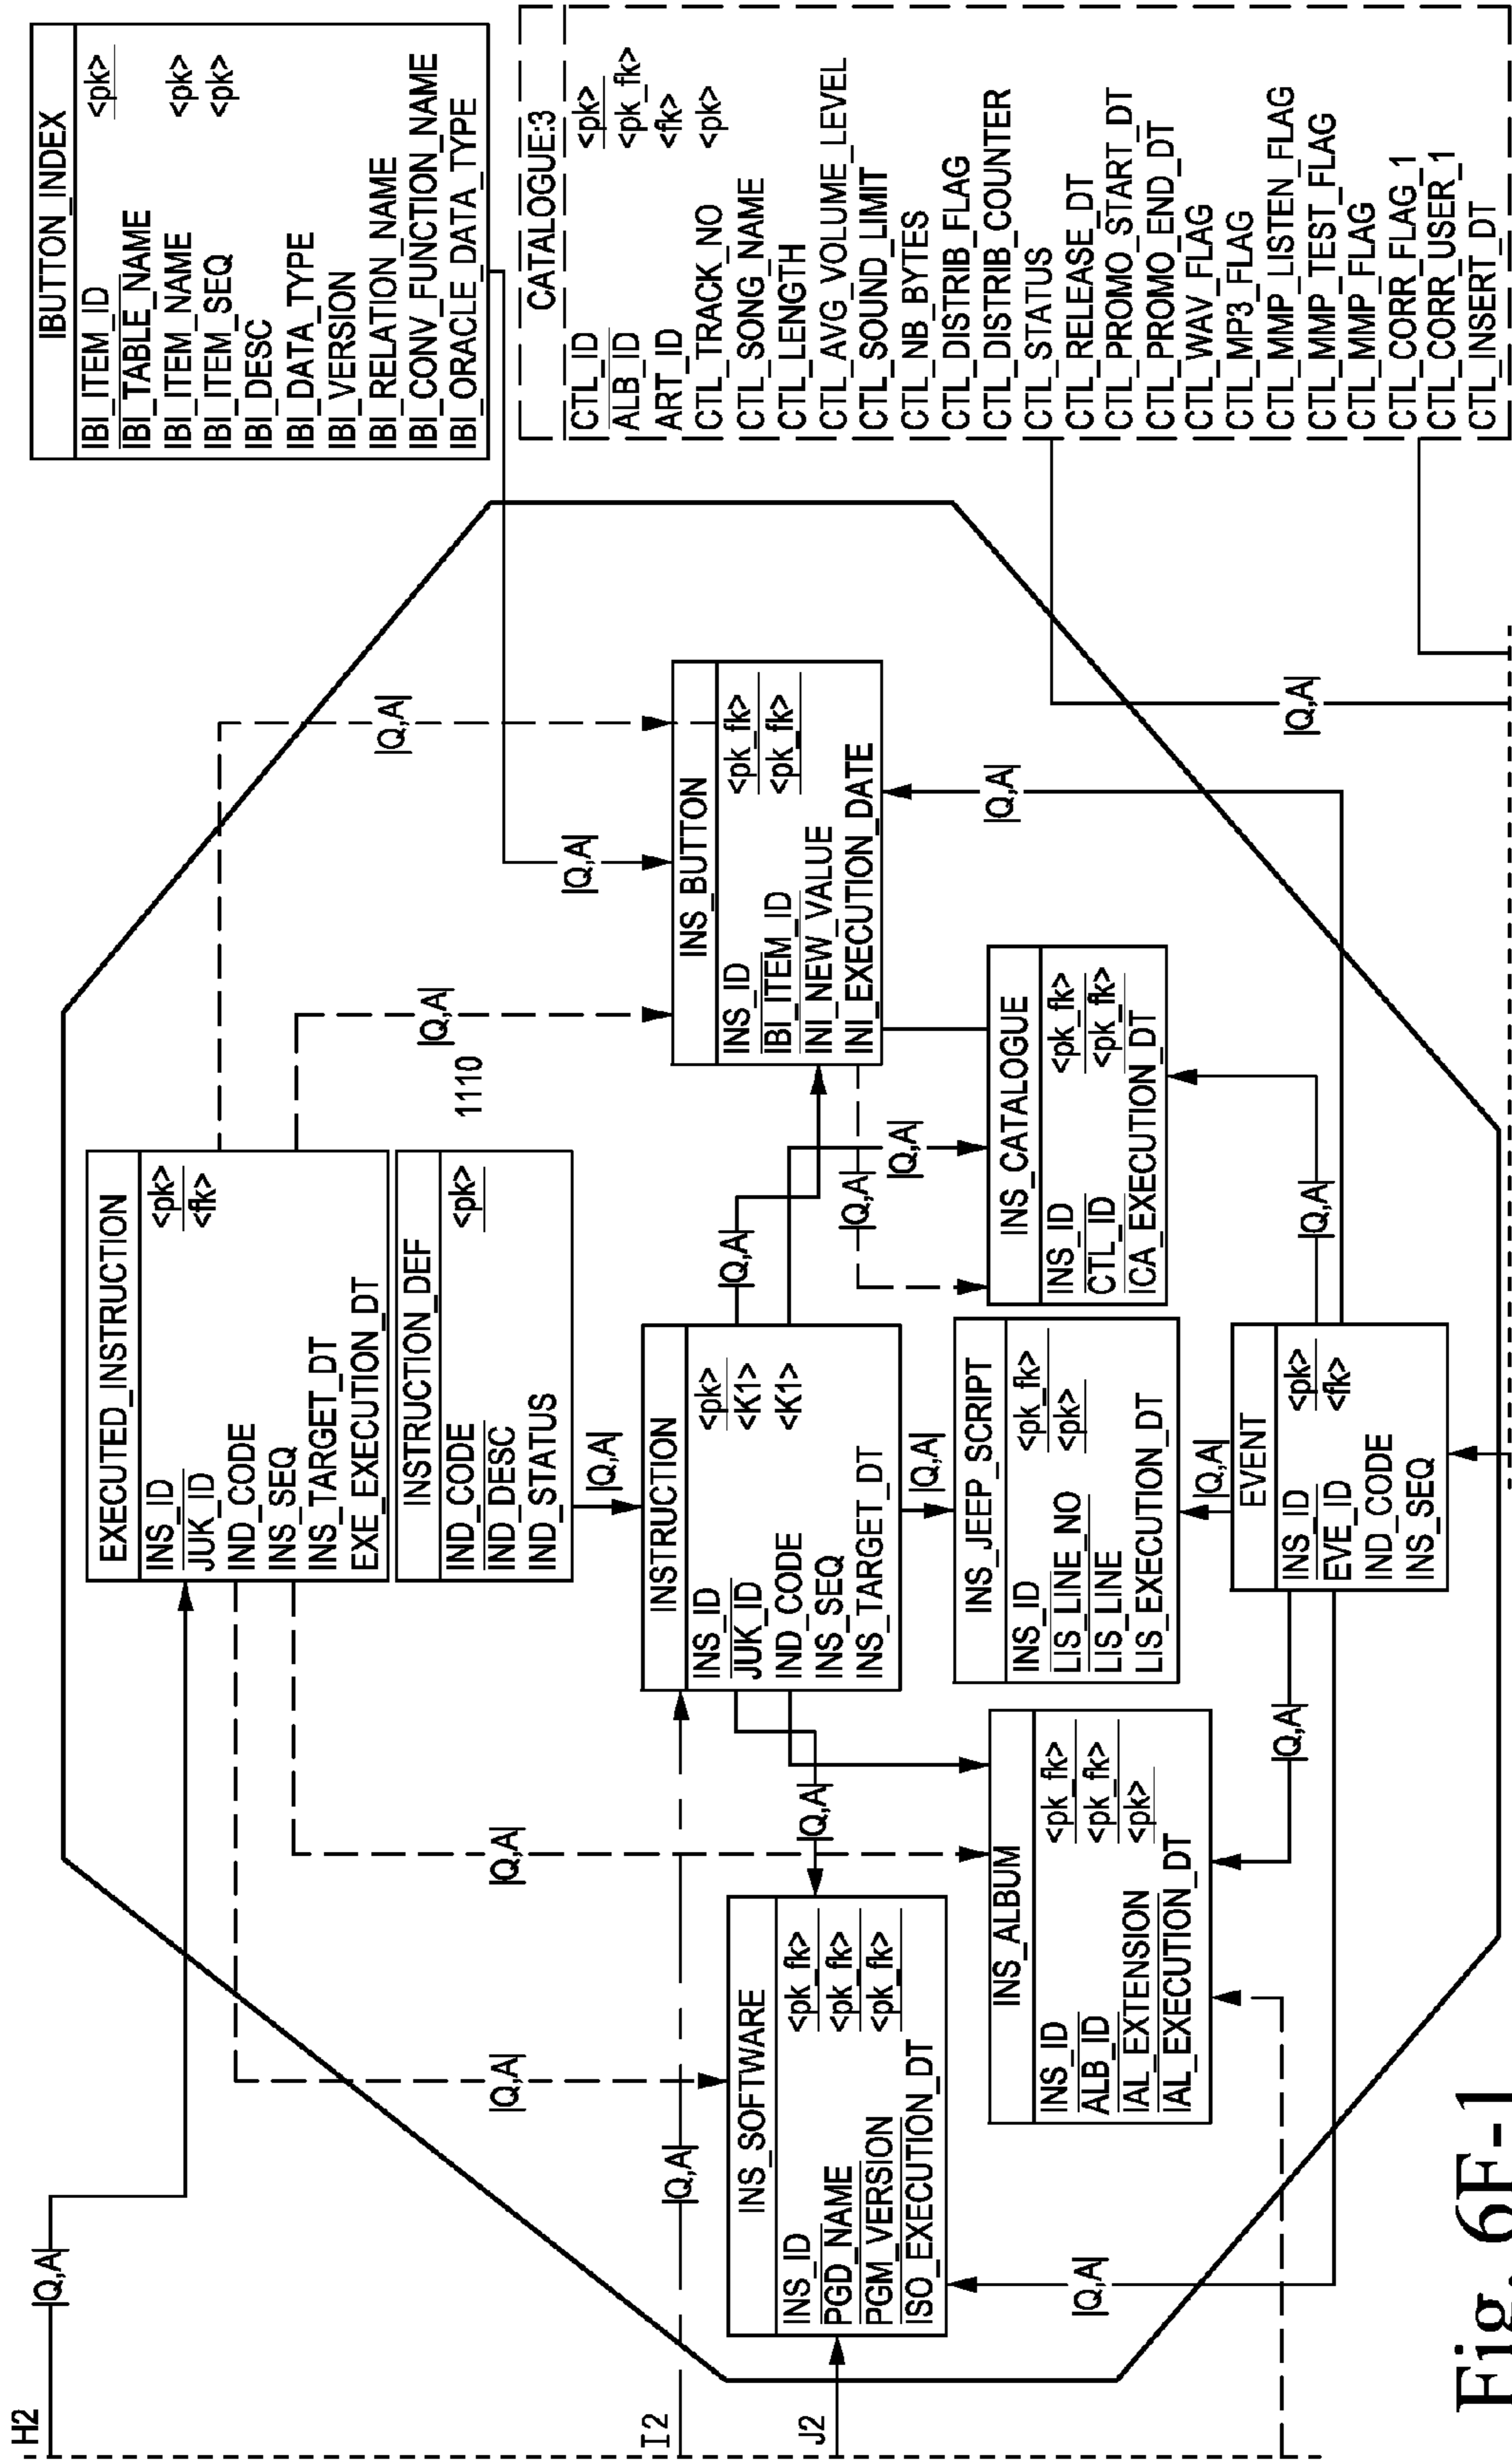 H2
|Q,A|
EXECUTED_INSTRUCTION
INS_ID <pk>
JUK_ID <fk>
IND_CODE
INS_SEQ
INS_TARGET_DT
EXE_EXECUTION_DT
INSTRUCTION_DEF
IND_CODE <pk>
IND_DESC
IND_STATUS
1110
|Q,A|
|Q,A|
|Q,A|
|Q,A|
|Q,A|
|Q,A|
IBUTTON_INDEX
IBI_ITEM_ID <pk>
IBI_TABLE_NAME
IBI_ITEM_NAME <pk>
IBI_ITEM_SEQ <pk>
IBI_DESC
IBI_DATA_TYPE
IBI_VERSION
IBI_RELATION_NAME
IBI_CONV_FUNCTION_NAME
IBI_ORACLE_DATA_TYPE
I2
|Q,A|
J2
INS_SOFTWARE
INS_ID <pk_fk>
PGD_NAME <pk_fk>
PGM_VERSION <pk_fk>
ISO_EXECUTION_DT
|Q,A|
INSTRUCTION
INS_ID <pk>
JUK_ID <K1>
IND_CODE
INS_SEQ <K1>
INS_TARGET_DT
|Q,A|
|Q,A|
|Q,A|
|Q,A|
INS_BUTTON
INS_ID <pk_fk>
IBI_ITEM_ID <pk_fk>
INI_NEW_VALUE
INI_EXECUTION_DATE
INS_ALBUM
INS_ID <pk_fk>
ALB_ID <pk_fk>
IAL_EXTENSION <pk>
IAL_EXECUTION_DT
INS_JEEP_SCRIPT
INS_ID <pk_fk>
LIS_LINE_NO <pk>
LIS_LINE
LIS_EXECUTION_DT
INS_CATALOGUE
INS_ID <pk_fk>
CTL_ID <pk_fk>
ICA_EXECUTION_DT
|Q,A|
|Q,A|
|Q,A|
|Q,A|
|Q,A|
EVENT
INS_ID <pk>
EVE_ID <fk>
IND_CODE
INS_SEQ
|Q,A|
CATALOGUE:3
CTL_ID <pk>
ALB_ID <pk_fk>
ART_ID <fk>
CTL_TRACK_NO <pk>
CTL_SONG_NAME
CTL_LENGTH
CTL_AVG_VOLUME_LEVEL
CTL_SOUND_LIMIT
CTL_NB_BYTES
CTL_DISTRIB_FLAG
CTL_DISTRIB_COUNTER
CTL_STATUS
CTL_RELEASE_DT
CTL_PROMO_START_DT
CTL_PROMO_END_DT
CTL_WAV_FLAG
CTL_MP3_FLAG
CTL_MMP_LISTEN_FLAG
CTL_MMP_TEST_FLAG
CTL_MMP_FLAG
CTL_CORR_FLAG_1
CTL_CORR_USER_1
CTL_INSERT_DT
Fig. 6F-1